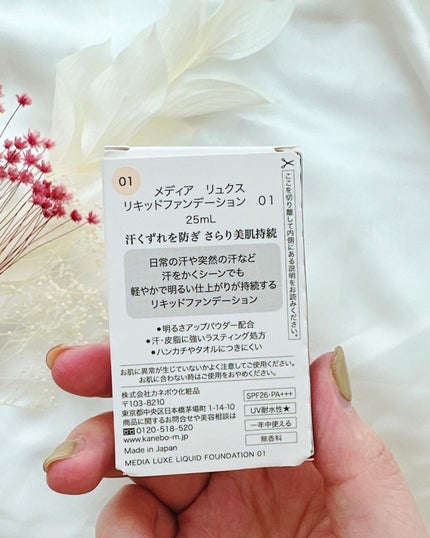 01
メディア リュクス
リキッドファンデーション 01
25mL
汗くずれを防ぎ さらり美肌持続
日常の汗や突然の汗など
汗をかくシーンでも
軽やかで明るい仕上がりが持続する
リキッドファンデーション
●明るさアップパウダー配合
●汗・皮脂に強いラスティング処方
●ハンカチやタオルにつきにくい
お肌に異常が生じていないかよく注意してご使用ください。
お肌に合わない時はご使用をおやめください。
株式会社カネボウ化粧品
〒103-8210
東京都中央区日本橋茅場町 1-14-10
商品に関するお問合せや美容相談は
0120-518-520
www.kanebo-m.jp
Made in Japan
MEDIA LUXE LIQUID FOUNDATION 01
SPF26・PA+++
UV耐水性★
一年中使える
無香料
ここを切り離して内側にある説明をお読みください。